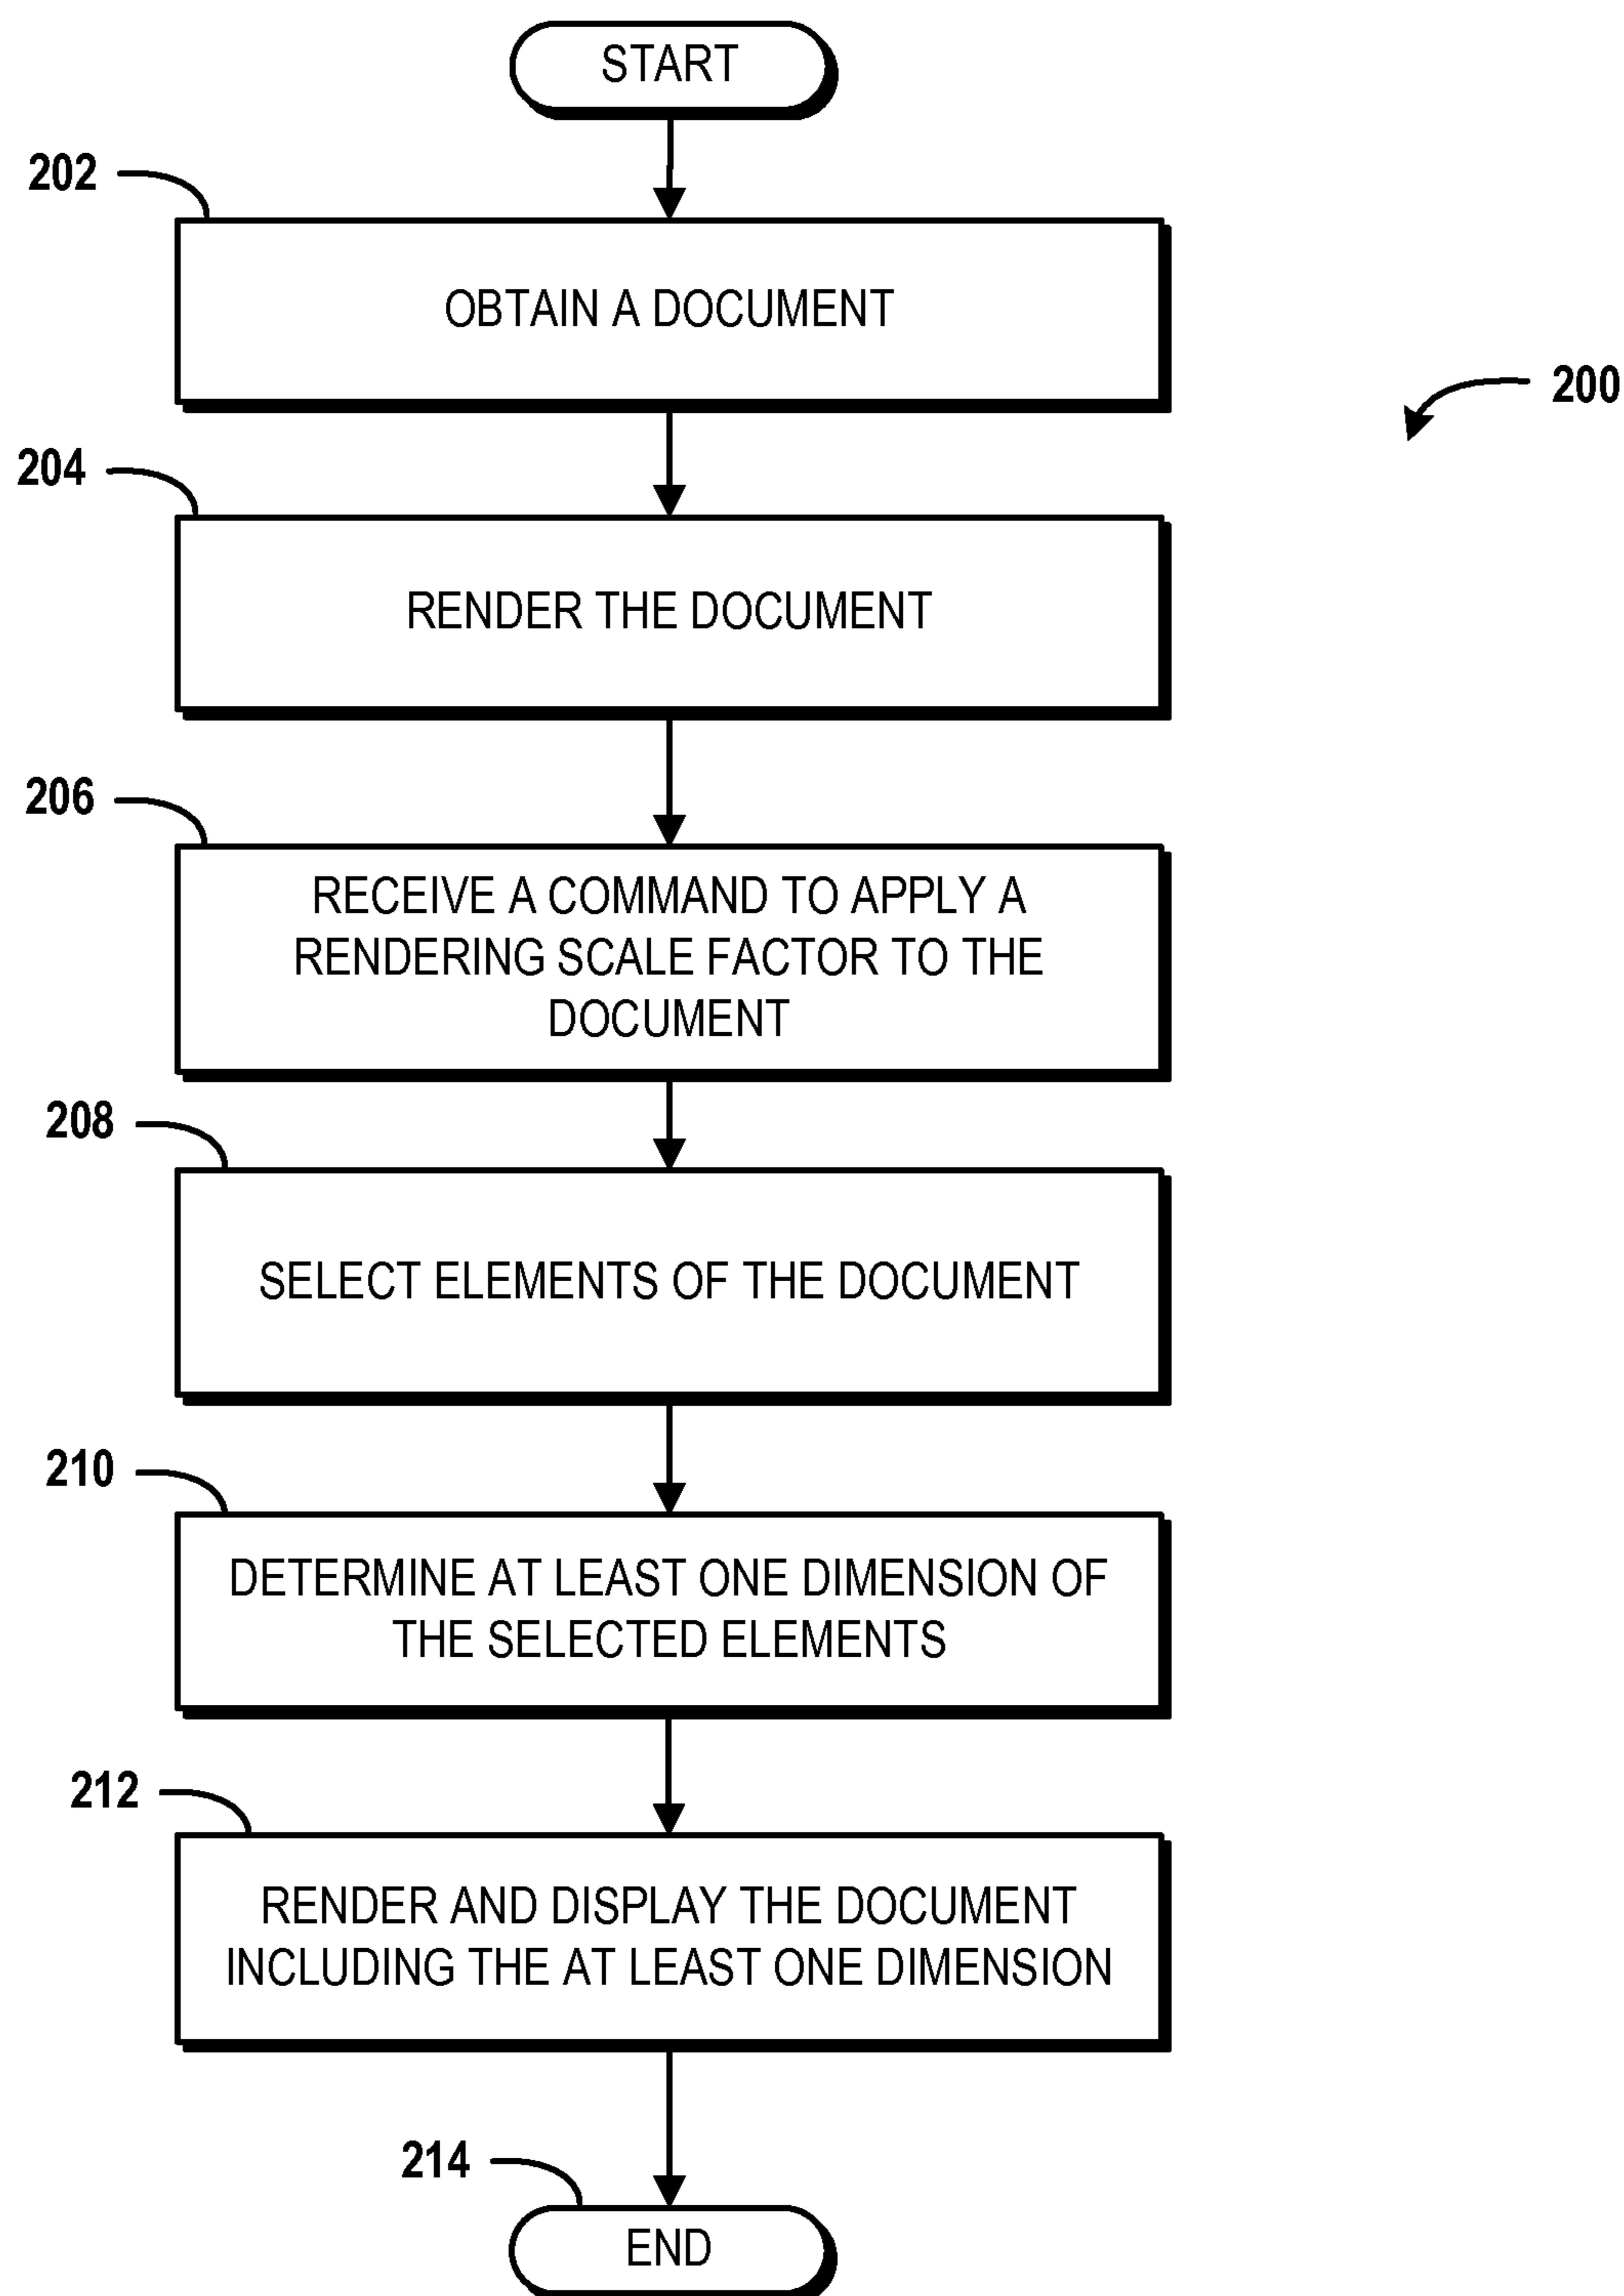 START
202
OBTAIN A DOCUMENT
200
204
RENDER THE DOCUMENT
206
RECEIVE A COMMAND TO APPLY A
RENDERING SCALE FACTOR TO THE
DOCUMENT
208
SELECT ELEMENTS OF THE DOCUMENT
210
DETERMINE AT LEAST ONE DIMENSION OF
THE SELECTED ELEMENTS
212
RENDER AND DISPLAY THE DOCUMENT
INCLUDING THE AT LEAST ONE DIMENSION
214
END